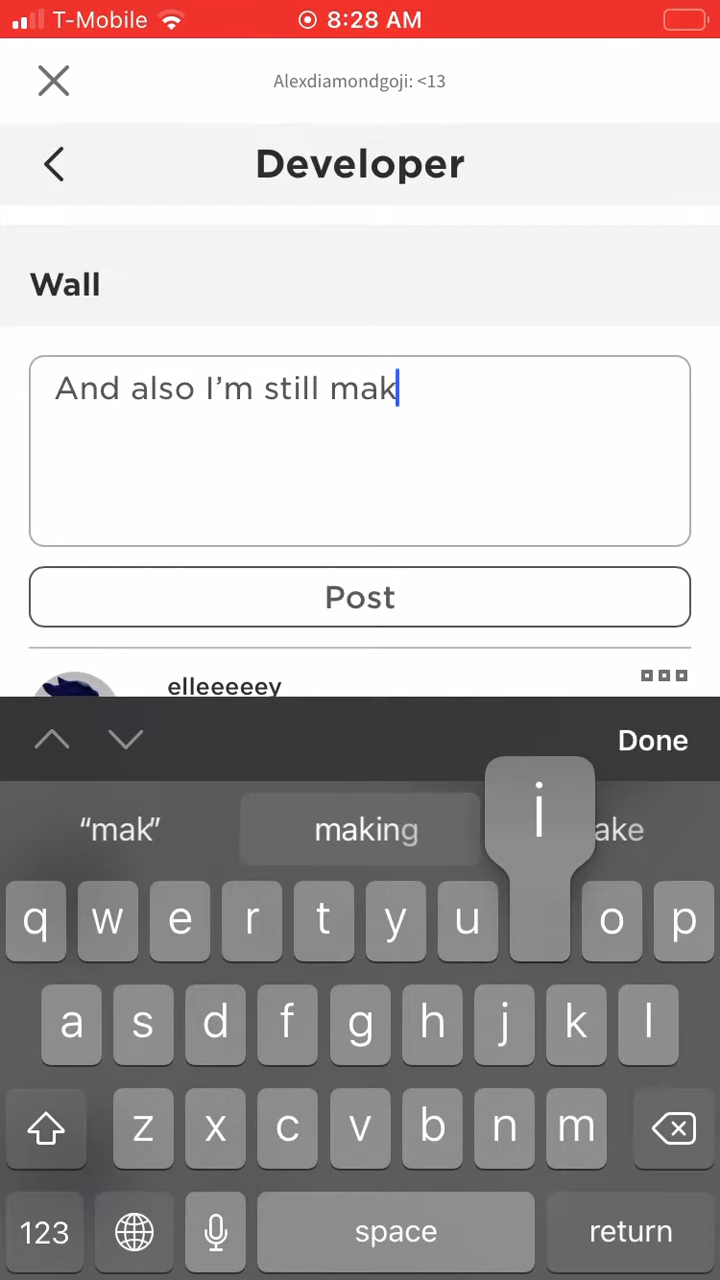 T-Mobile 8:28 AM
Alexdiamondgoji: <13
Developer
Wall
And also I’m still mak
Post
elleeeeey
Done
“mak” making ake
i
q w e r t y u o p
a s d f g h j k l
z x c v b n m
123 space return